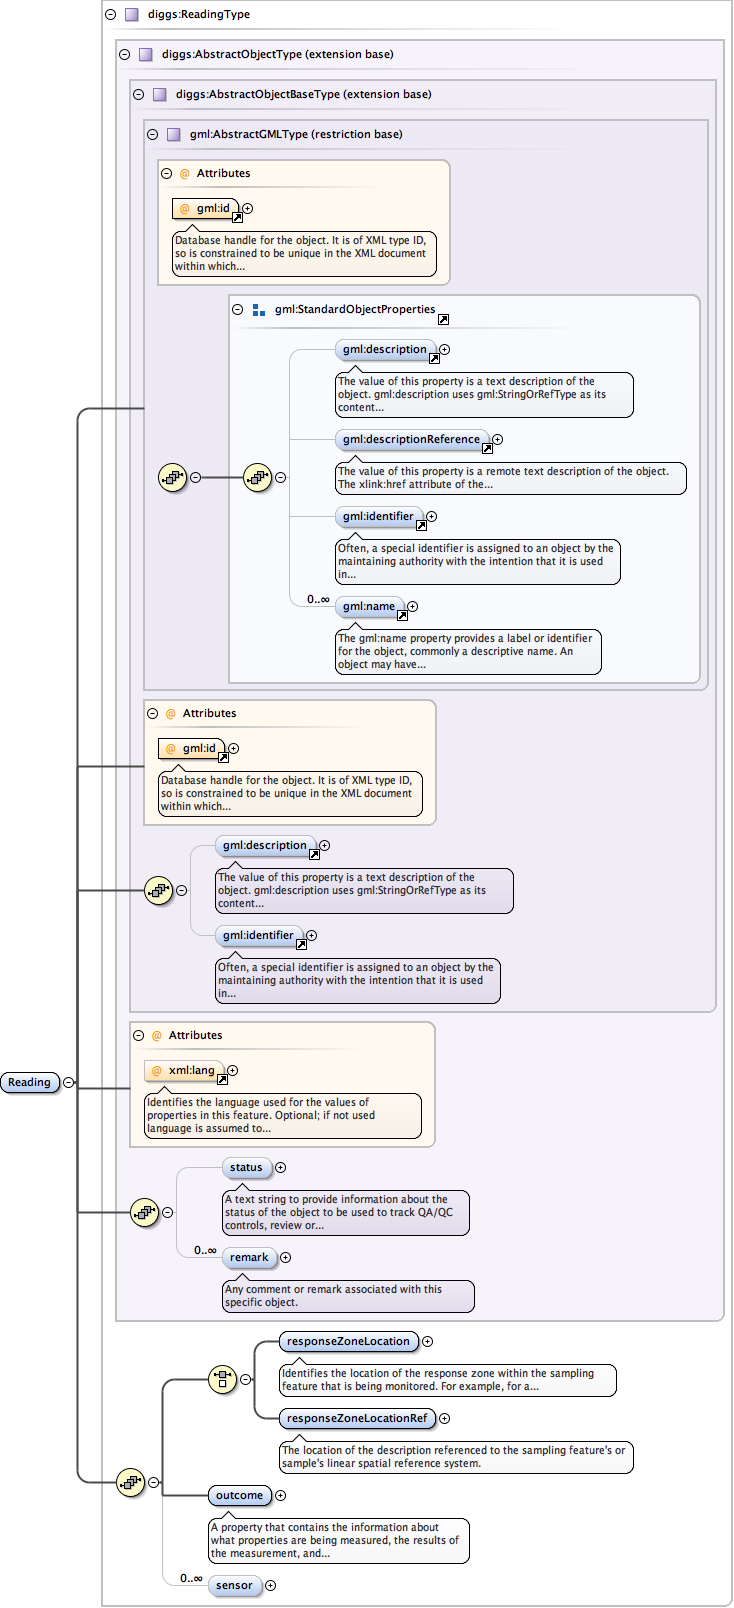 diggs:ReadingType
diggs:AbstractObjectType (extension base)
diggs:AbstractObjectBaseType (extension base)
gml:AbstractGMLType (restriction base)
@ Attributes
@ gml:id
Database handle for the object. It is of XML type ID,
so is constrained to be unique in the XML document
within which...
gml:StandardObjectProperties
gml:description
The value of this property is a text description of the
object. gml:description uses gml:StringOrRefType as its
content...
gml:descriptionReference
The value of this property is a remote text description of the object.
The xlink:href attribute of the...
gml:identifier
Often, a special identifier is assigned to an object by the
maintaining authority with the intention that it is used
in...
0..∞
gml:name
The gml:name property provides a label or identifier
for the object, commonly a descriptive name. An
object may have...
@ Attributes
@ gml:id
Database handle for the object. It is of XML type ID,
so is constrained to be unique in the XML document
within which...
gml:description
The value of this property is a text description of the
object. gml:description uses gml:StringOrRefType as its
content...
gml:identifier
Often, a special identifier is assigned to an object by the
maintaining authority with the intention that it is used
in...
@ Attributes
@ xml:lang
Identifies the language used for the values of
properties in this feature. Optional; if not used
language is assumed to...
Reading
status
A text string to provide information about the
status of the object to be used to track QA/QC
controls, review or...
0..∞
remark
Any comment or remark associated with this
specific object.
responseZoneLocation
Identifies the location of the response zone within the sampling
feature that is being monitored. For example, for a...
responseZoneLocationRef
The location of the description referenced to the sampling feature's or
sample's linear spatial reference system.
outcome
A property that contains the information about
what properties are being measured, the results of
the measurement, and...
0..∞
sensor